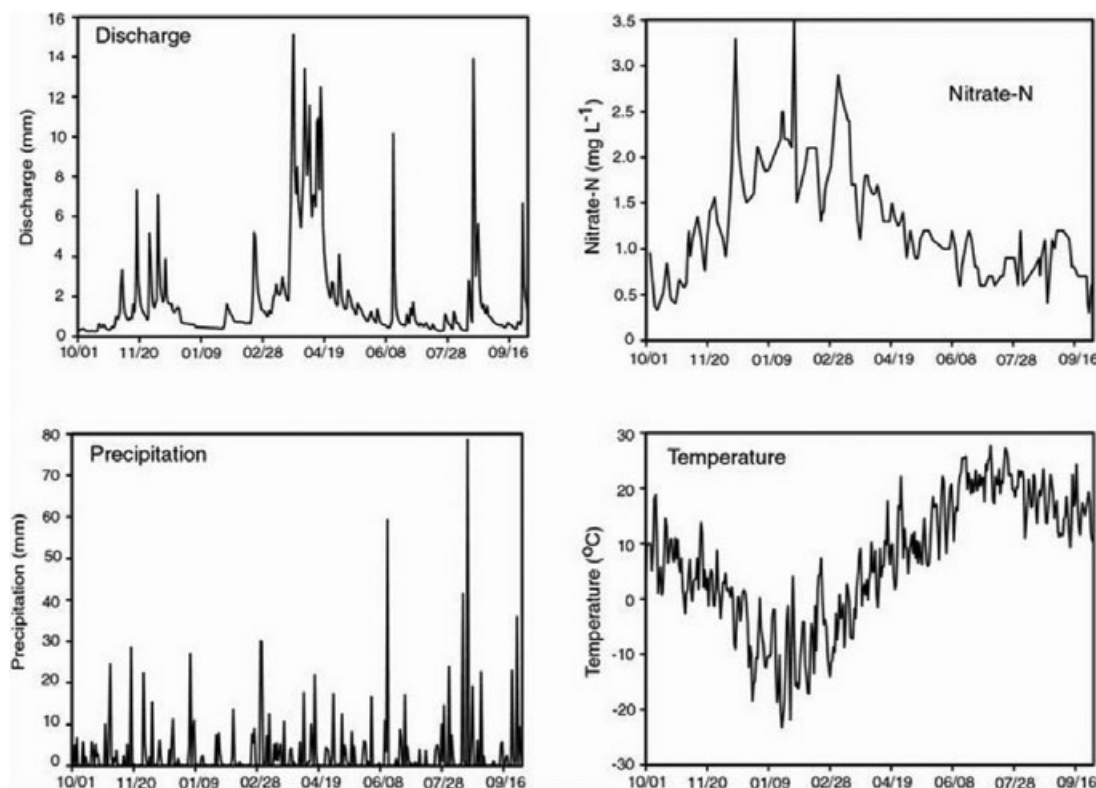 Discharge
Discharge (mm)
16
14
12
10
8
6
4
2
0
10/01 11/20 01/09 02/28 04/19 06/08 07/28 09/16
Nitrate-N
Nitrate-N (mg L-1)
3.5
3.0
2.5
2.0
1.5
1.0
0.5
0
10/01 11/20 01/09 02/28 04/19 06/08 07/28 09/16
Precipitation
Precipitation (mm)
80
70
60
50
40
30
20
10
0
10/01 11/20 01/09 02/28 04/19 06/08 07/28 09/16
Temperature
Temperature (°C)
30
20
10
0
-10
-20
-30
10/01 11/20 01/09 02/28 04/19 06/08 07/28 09/16